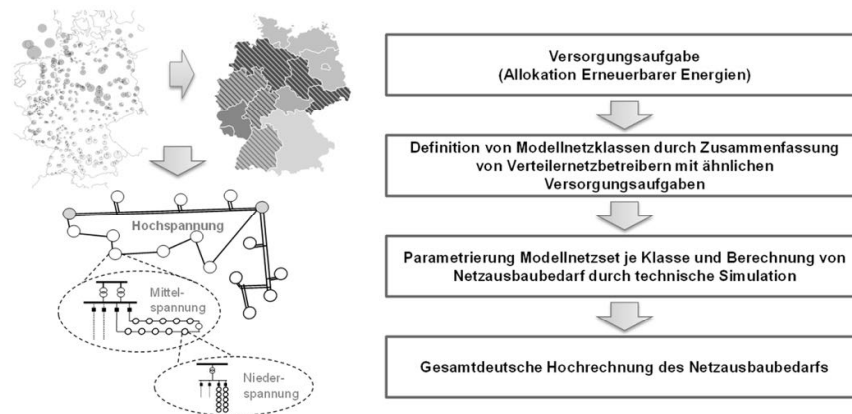 Hochspannung
Mittel-
spannung
Nieder-
spannung
Versorgungsaufgabe
(Allokation Erneuerbarer Energien)
Definition von Modellnetzklassen durch Zusammenfassung
von Verteilernetzbetreibern mit ähnlichen
Versorgungsaufgaben
Parametrierung Modellnetzset je Klasse und Berechnung von
Netzausbaubedarf durch technische Simulation
Gesamtdeutsche Hochrechnung des Netzausbaubedarfs